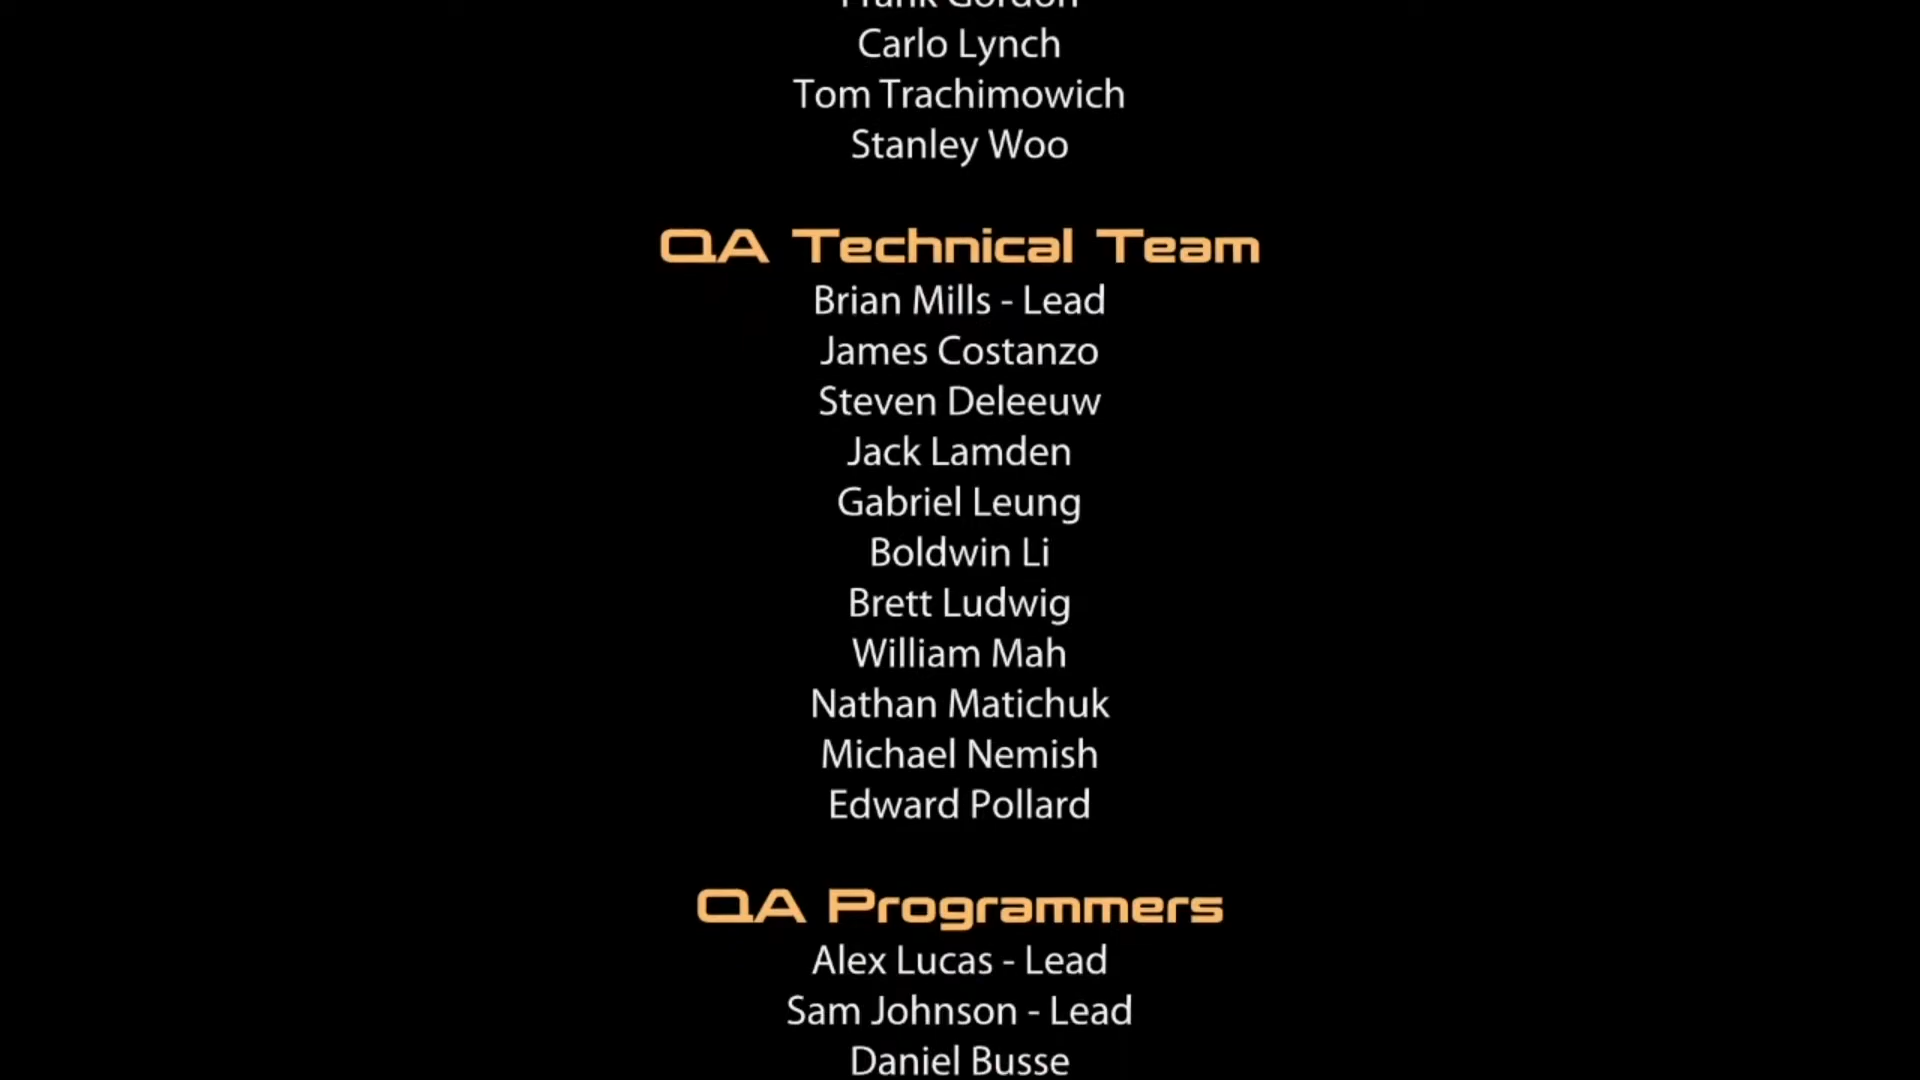 Frank Gordon
Carlo Lynch
Tom Trachimowich
Stanley Woo
QA Technical Team
Brian Mills - Lead
James Costanzo
Steven Deleeuw
Jack Lamden
Gabriel Leung
Boldwin Li
Brett Ludwig
William Mah
Nathan Matichuk
Michael Nemish
Edward Pollard
QA Programmers
Alex Lucas - Lead
Sam Johnson - Lead
Daniel Busse